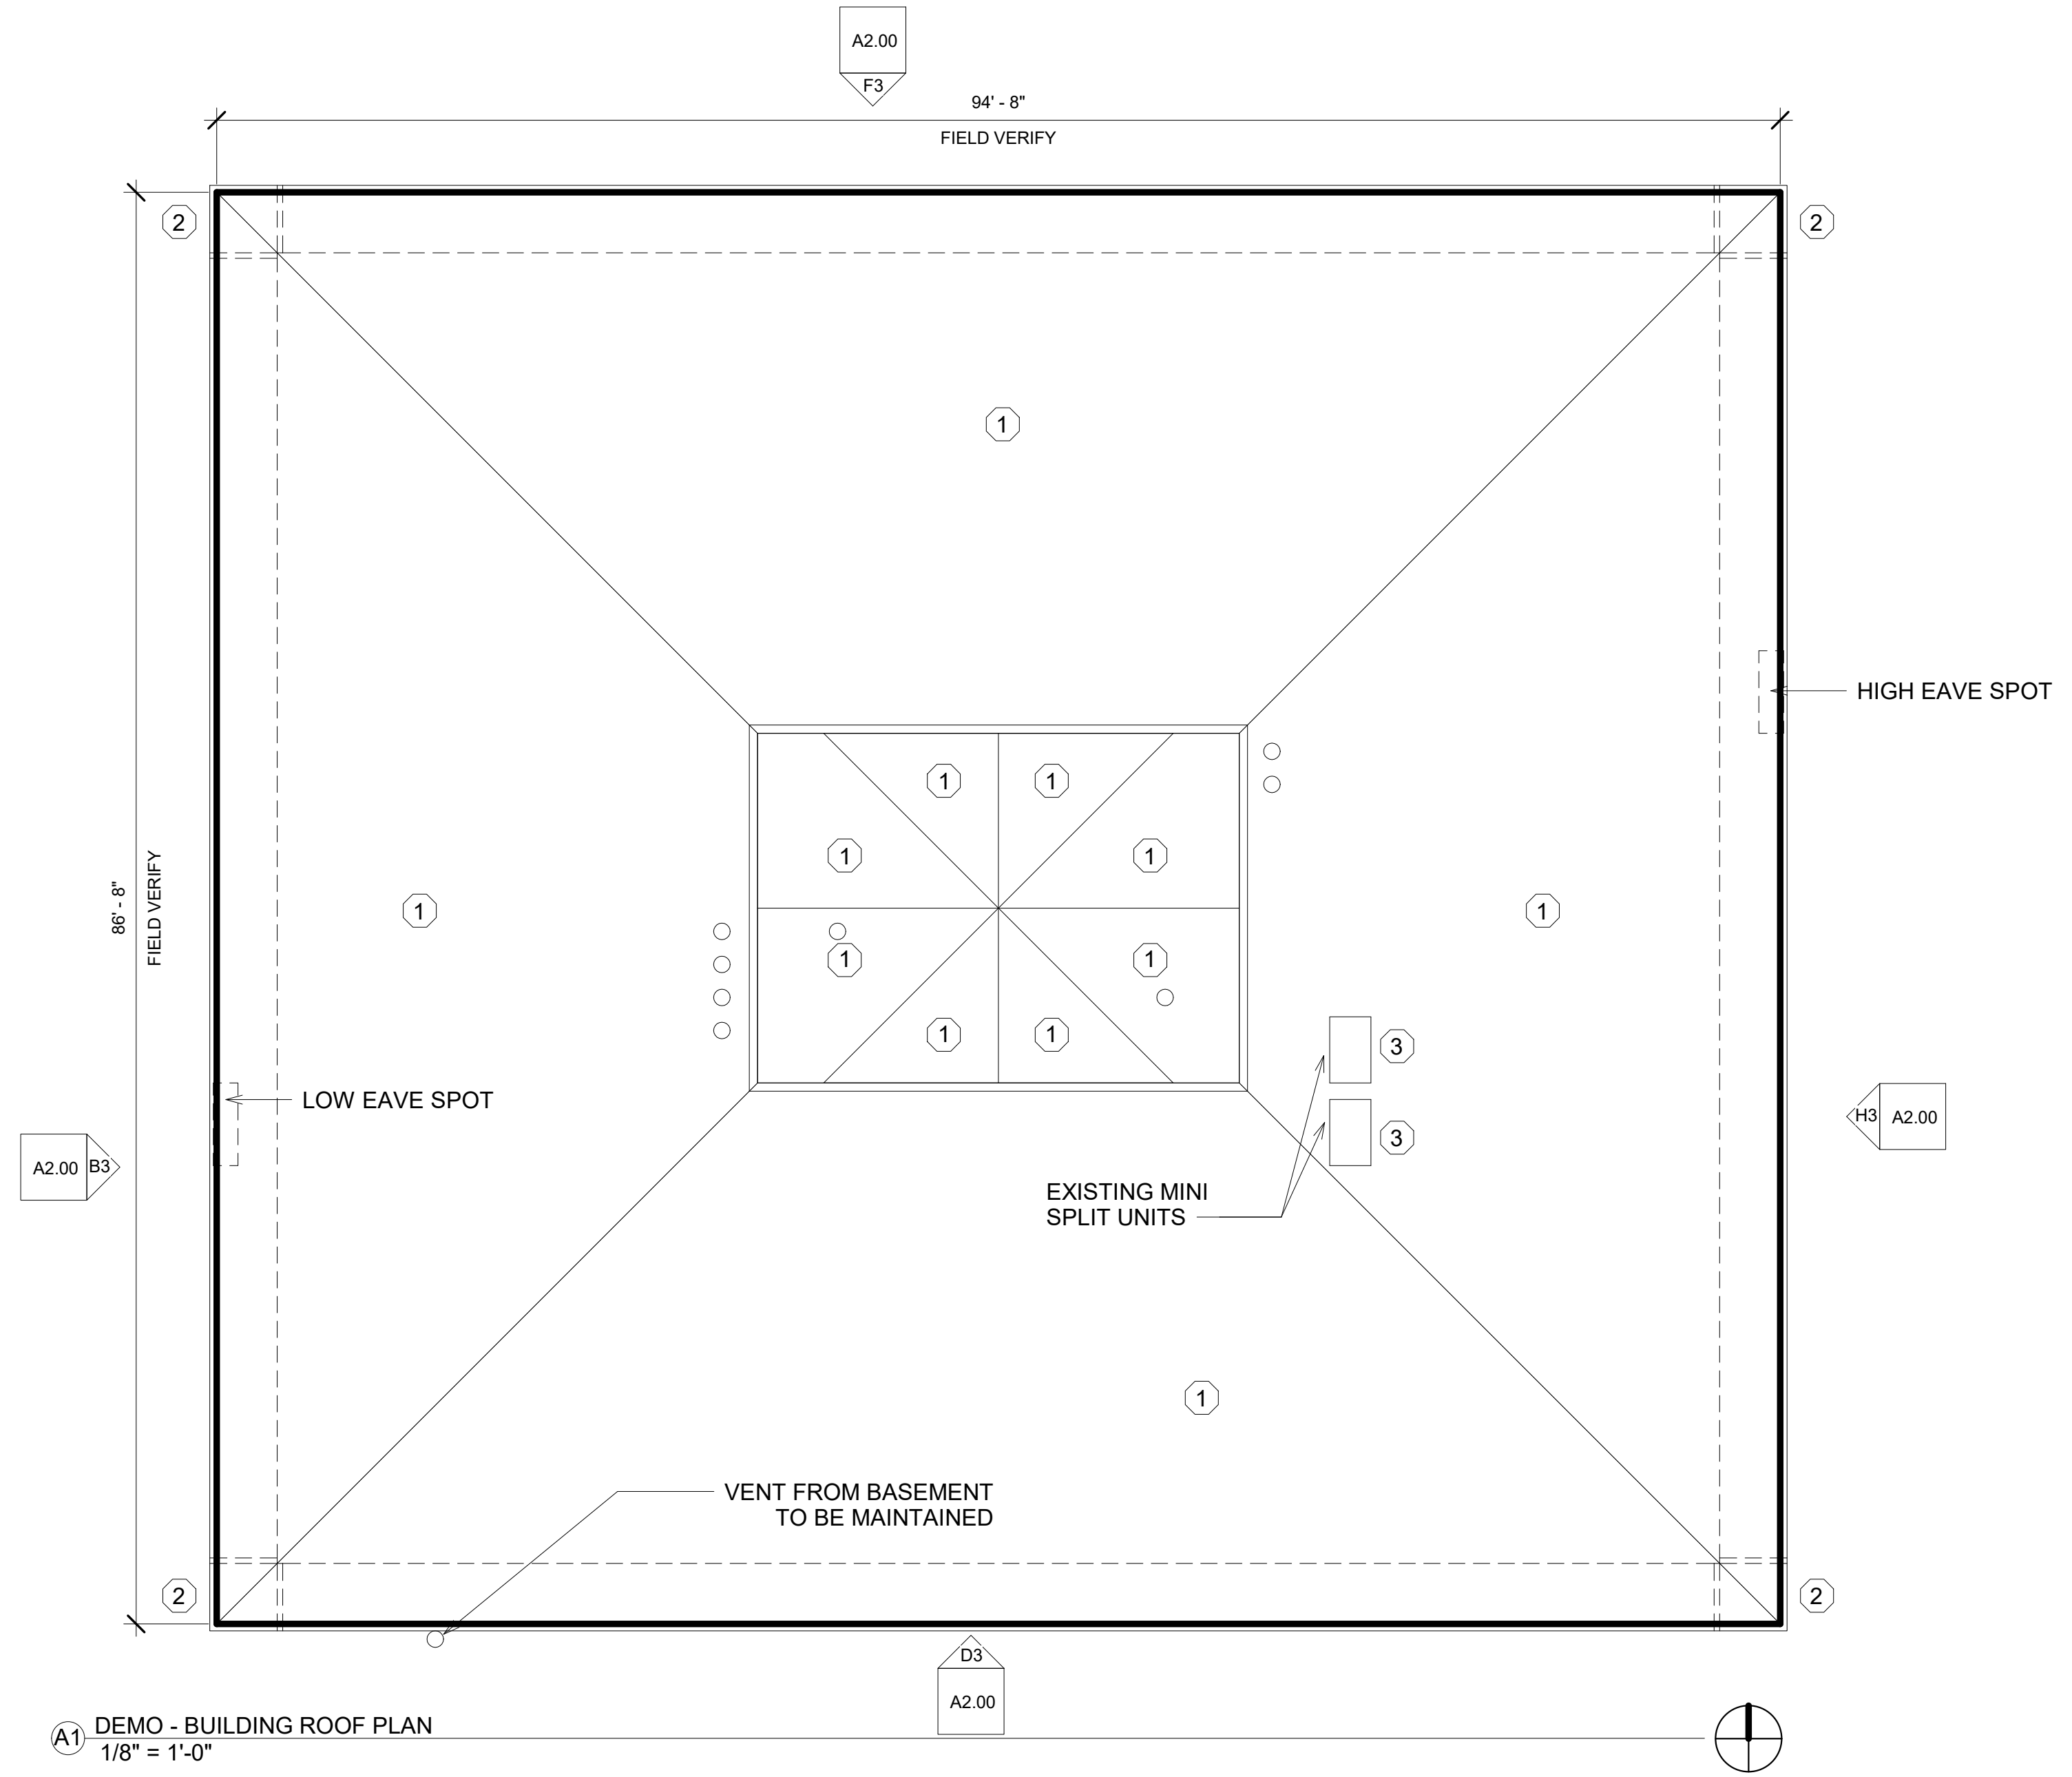 A2.00
F3
94' - 8"
FIELD VERIFY
2
2
1
HIGH EAVE SPOT
1
1
1
1
86' - 8"
FIELD VERIFY
1
1
1
1
1
1
3
LOW EAVE SPOT
3
A2.00 B3
H3 A2.00
EXISTING MINI
SPLIT UNITS
1
VENT FROM BASEMENT
TO BE MAINTAINED
2
2
D3
A2.00
A1 DEMO - BUILDING ROOF PLAN
1/8" = 1'-0"